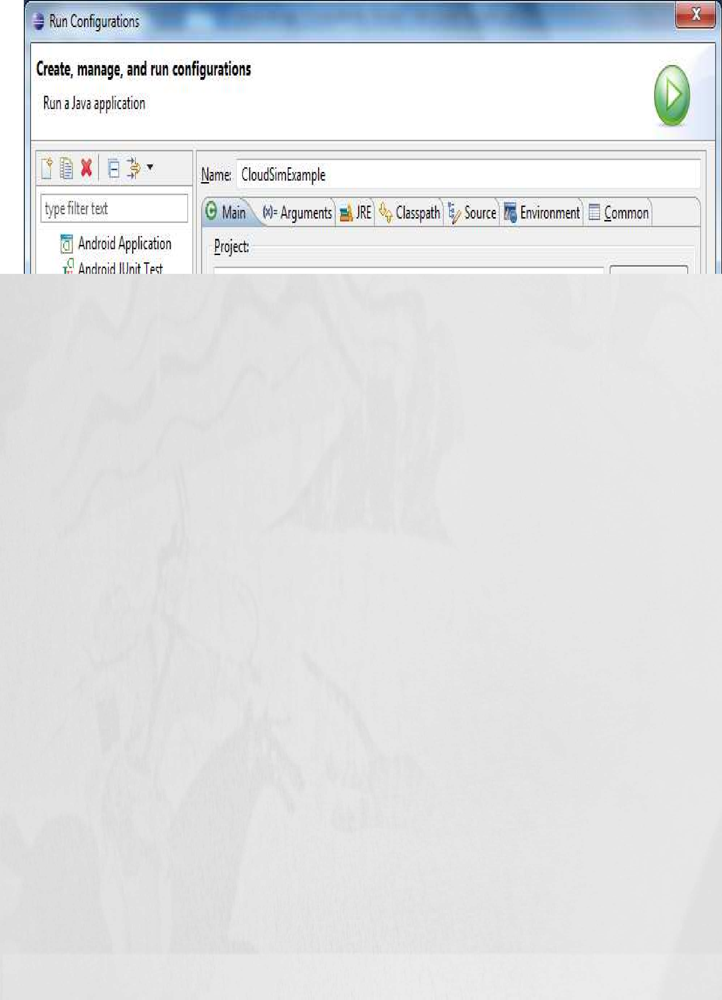 Run Configurations
X
Create, manage, and run configurations
Run a Java application
Name: CloudSimExample
type filter text
Main (x)= Arguments JRE Classpath Source Environment Common
Android Application
Project:
Android JUnit Test